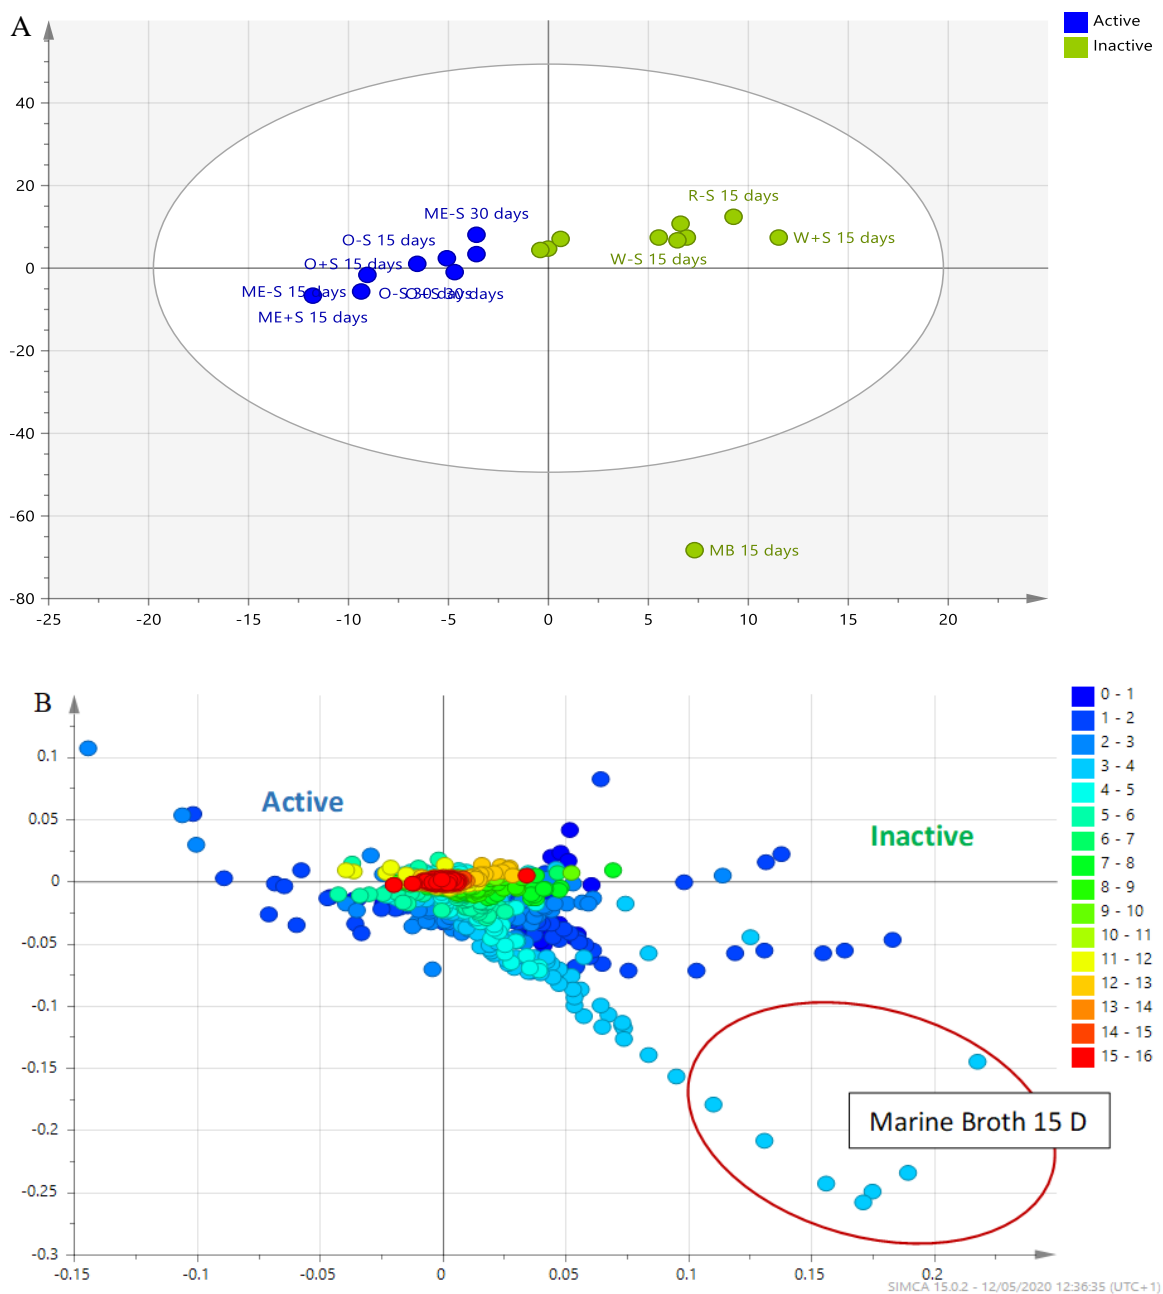 A
Active
Inactive
40
20
0
-20
-40
-60
-80
R-S 15 days
ME-S 30 days
W+S 15 days
O-S 15 days
W-S 15 days
O+S 15 days
ME-S 15 days
O-S 30 days
O+S 30 days
ME+S 15 days
MB 15 days
-25
-20
-15
-10
-5
0
5
10
15
20
B
0.1
0.05
0
-0.05
-0.1
-0.15
-0.2
-0.25
-0.3
Active
Inactive
Marine Broth 15 D
0 - 1
1 - 2
2 - 3
3 - 4
4 - 5
5 - 6
6 - 7
7 - 8
8 - 9
9 - 10
10 - 11
11 - 12
12 - 13
13 - 14
14 - 15
15 - 16
-0.15
-0.1
-0.05
0
0.05
0.1
0.15
0.2
SIMCA 15.0.2 - 12/05/2020 12:36:35 (UTC+1)